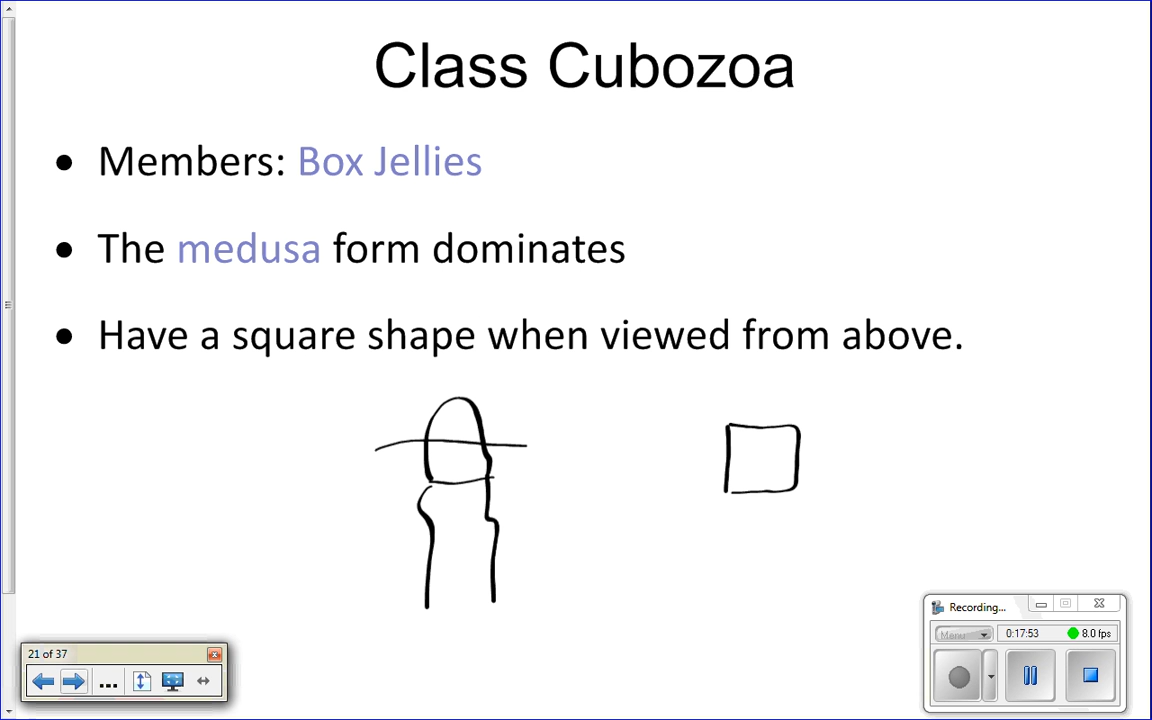 Class Cubozoa
• Members: Box Jellies
• The medusa form dominates
• Have a square shape when viewed from above.
21 of 37
...
Recording...
Menu
0:17:53
8.0 fps